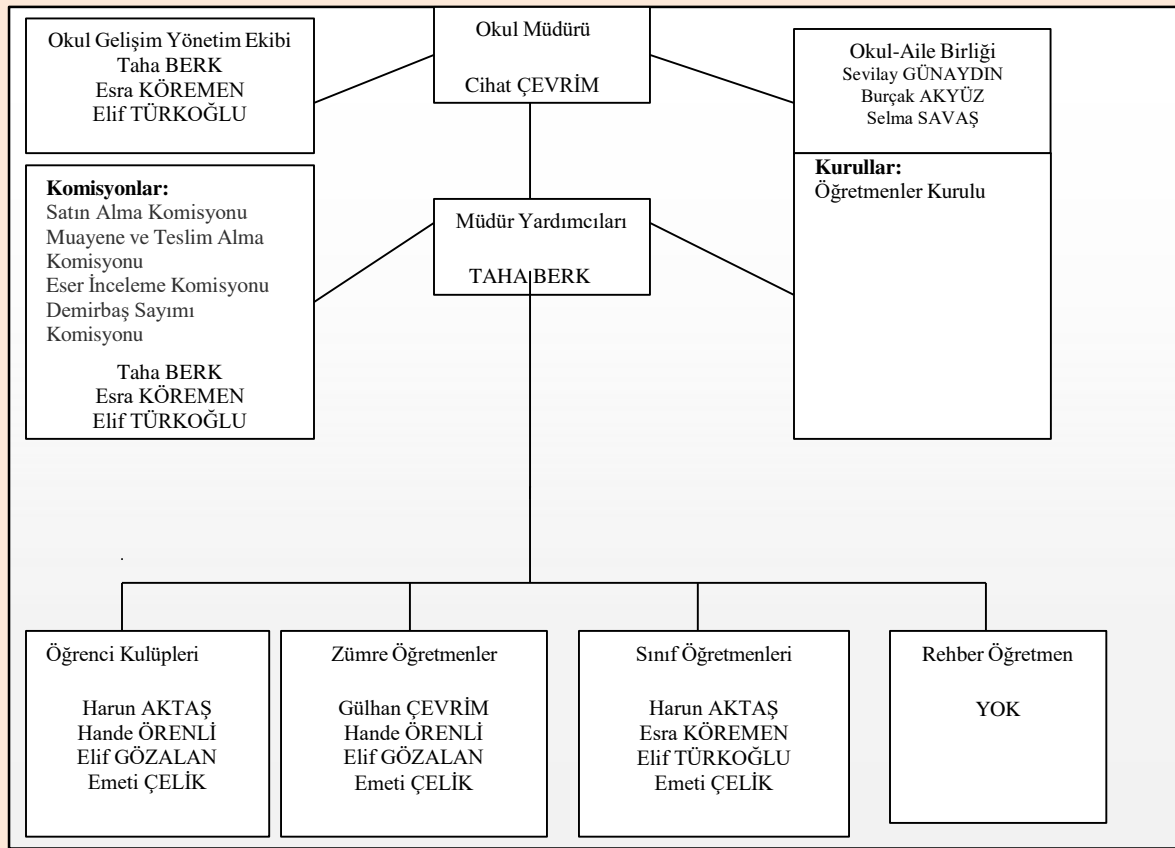 Okul Gelişim Yönetim Ekibi
Taha BERK
Esra KÖREMEN
Elif TÜRKOĞLU
Okul Müdürü
Cihat ÇEVRİM
Okul-Aile Birliği
Sevilay GÜNAYDIN
Burçak AKYÜZ
Selma SAVAŞ
Komisyonlar:
Satın Alma Komisyonu
Muayene ve Teslim Alma
Komisyonu
Eser İnceleme Komisyonu
Demirbaş Sayımı
Komisyonu
Taha BERK
Esra KÖREMEN
Elif TÜRKOĞLU
Müdür Yardımcıları
TAHA BERK
Kurullar:
Öğretmenler Kurulu
.
Öğrenci Kulüpleri
Harun AKTAŞ
Hande ÖRENLİ
Elif GÖZALAN
Emeti ÇELİK
Zümre Öğretmenler
Gülhan ÇEVRİM
Hande ÖRENLİ
Elif GÖZALAN
Emeti ÇELİK
Sınıf Öğretmenleri
Harun AKTAŞ
Esra KÖREMEN
Elif TÜRKOĞLU
Emeti ÇELİK
Rehber Öğretmen
YOK